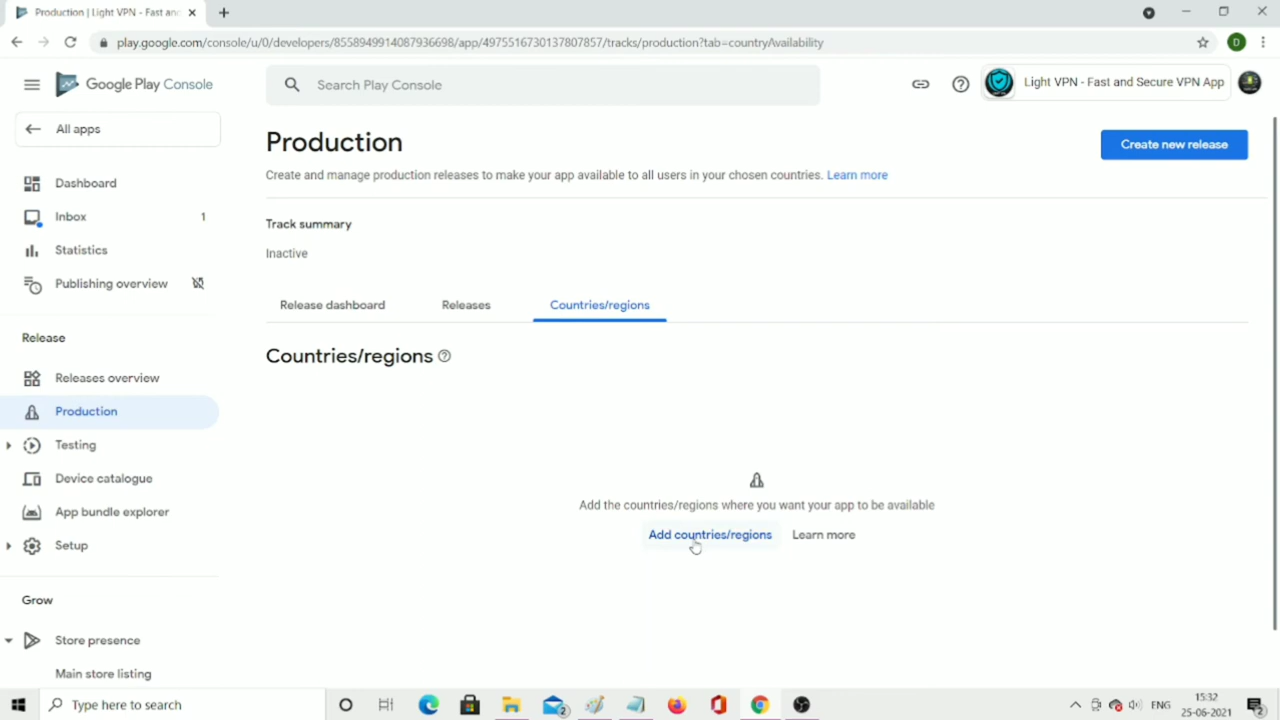 Production | Light VPN - Fast and
play.google.com/console/u/0/developers/8558949914087936698/app/4975516730137807857/tracks/production?tab=countryAvailability
D
Google Play Console
Search Play Console
Light VPN - Fast and Secure VPN App
All apps
Dashboard
Inbox 1
Statistics
Publishing overview
Release
Releases overview
Production
Testing
Device catalogue
App bundle explorer
Setup
Grow
Store presence
Main store listing
Production
Create new release
Create and manage production releases to make your app available to all users in your chosen countries. Learn more
Track summary
Inactive
Release dashboard Releases Countries/regions
Countries/regions
Add the countries/regions where you want your app to be available
Add countries/regions Learn more
Type here to search
2
ENG
15:32
25-06-2021
2